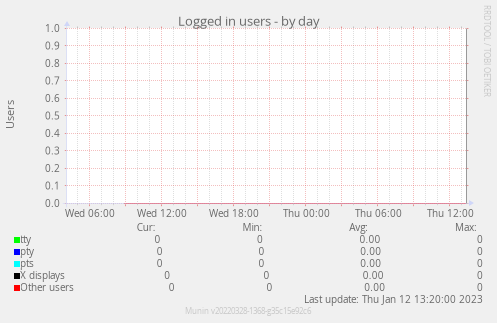 Logged in users - by day
RRDTOOL / TOBI OETIKER
Users
1.0
0.9
0.8
0.7
0.6
0.5
0.4
0.3
0.2
0.1
0.0
Wed 06:00 Wed 12:00 Wed 18:00 Thu 00:00 Thu 06:00 Thu 12:00
Cur: Min: Avg: Max:
tty 0 0 0.00 0
pty 0 0 0.00 0
pts 0 0 0.00 0
X displays 0 0 0.00 0
Other users 0 0 0.00 0
Last update: Thu Jan 12 13:20:00 2023
Munin v20220328-1368-g35c15e92c6